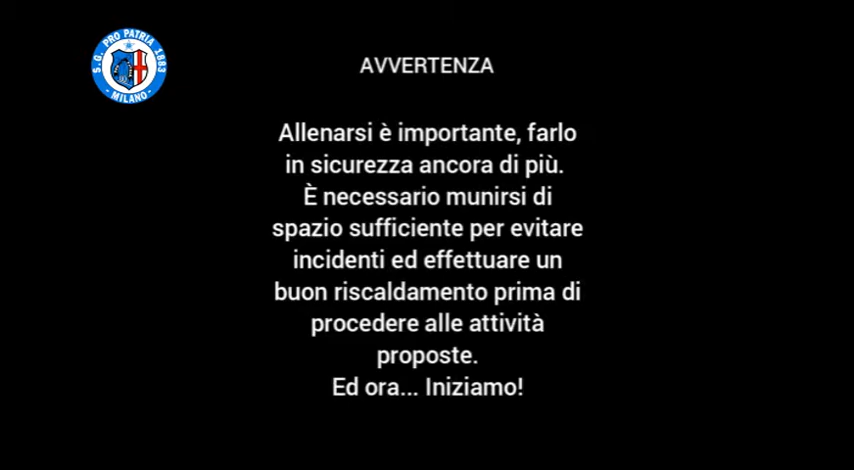 S. G. PRO PATRIA 1883
- MILANO -
AVVERTENZA
Allenarsi è importante, farlo
in sicurezza ancora di più.
È necessario munirsi di
spazio sufficiente per evitare
incidenti ed effettuare un
buon riscaldamento prima di
procedere alle attività
proposte.
Ed ora... Iniziamo!